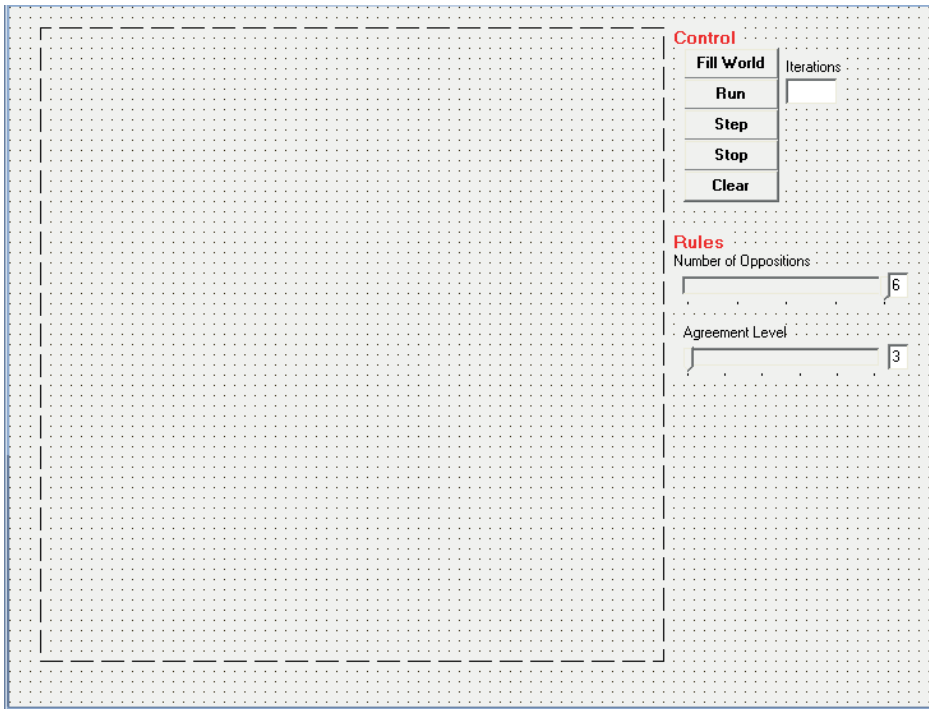 Control
Fill World
Iterations
Run
Step
Stop
Clear
Rules
Number of Oppositions
6
Agreement Level
3